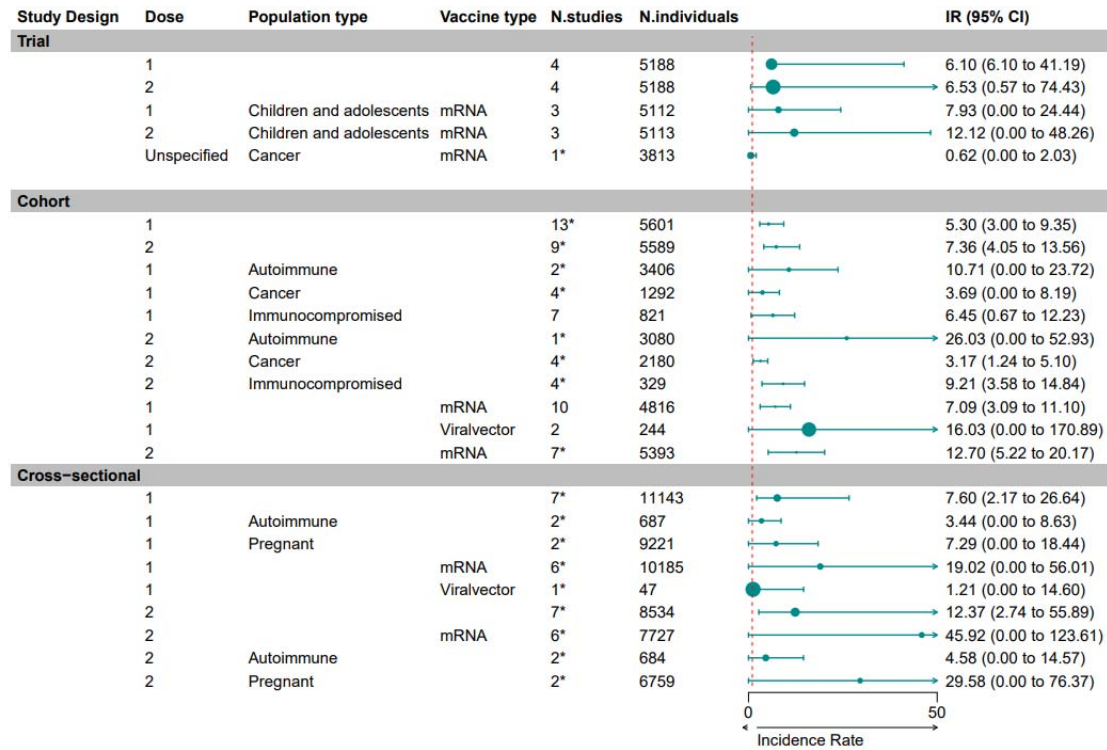 Study Design Dose Population type Vaccine type N.studies N.individuals IR (95% CI)
Trial
1 4 5188 6.10 (6.10 to 41.19)
2 4 5188 6.53 (0.57 to 74.43)
1 Children and adolescents mRNA 3 5112 7.93 (0.00 to 24.44)
2 Children and adolescents mRNA 3 5113 12.12 (0.00 to 48.26)
Unspecified Cancer mRNA 1* 3813 0.62 (0.00 to 2.03)
Cohort
1 13* 5601 5.30 (3.00 to 9.35)
2 9* 5589 7.36 (4.05 to 13.56)
1 Autoimmune 2* 3406 10.71 (0.00 to 23.72)
1 Cancer 4* 1292 3.69 (0.00 to 8.19)
1 Immunocompromised 7 821 6.45 (0.67 to 12.23)
2 Autoimmune 1* 3080 26.03 (0.00 to 52.93)
2 Cancer 4* 2180 3.17 (1.24 to 5.10)
2 Immunocompromised 4* 329 9.21 (3.58 to 14.84)
1 mRNA 10 4816 7.09 (3.09 to 11.10)
1 Viralvector 2 244 16.03 (0.00 to 170.89)
2 mRNA 7* 5393 12.70 (5.22 to 20.17)
Cross−sectional
1 7* 11143 7.60 (2.17 to 26.64)
1 Autoimmune 2* 687 3.44 (0.00 to 8.63)
1 Pregnant 2* 9221 7.29 (0.00 to 18.44)
1 mRNA 6* 10185 19.02 (0.00 to 56.01)
1 Viralvector 1* 47 1.21 (0.00 to 14.60)
2 7* 8534 12.37 (2.74 to 55.89)
2 mRNA 6* 7727 45.92 (0.00 to 123.61)
2 Autoimmune 2* 684 4.58 (0.00 to 14.57)
2 Pregnant 2* 6759 29.58 (0.00 to 76.37)
0 50
Incidence Rate